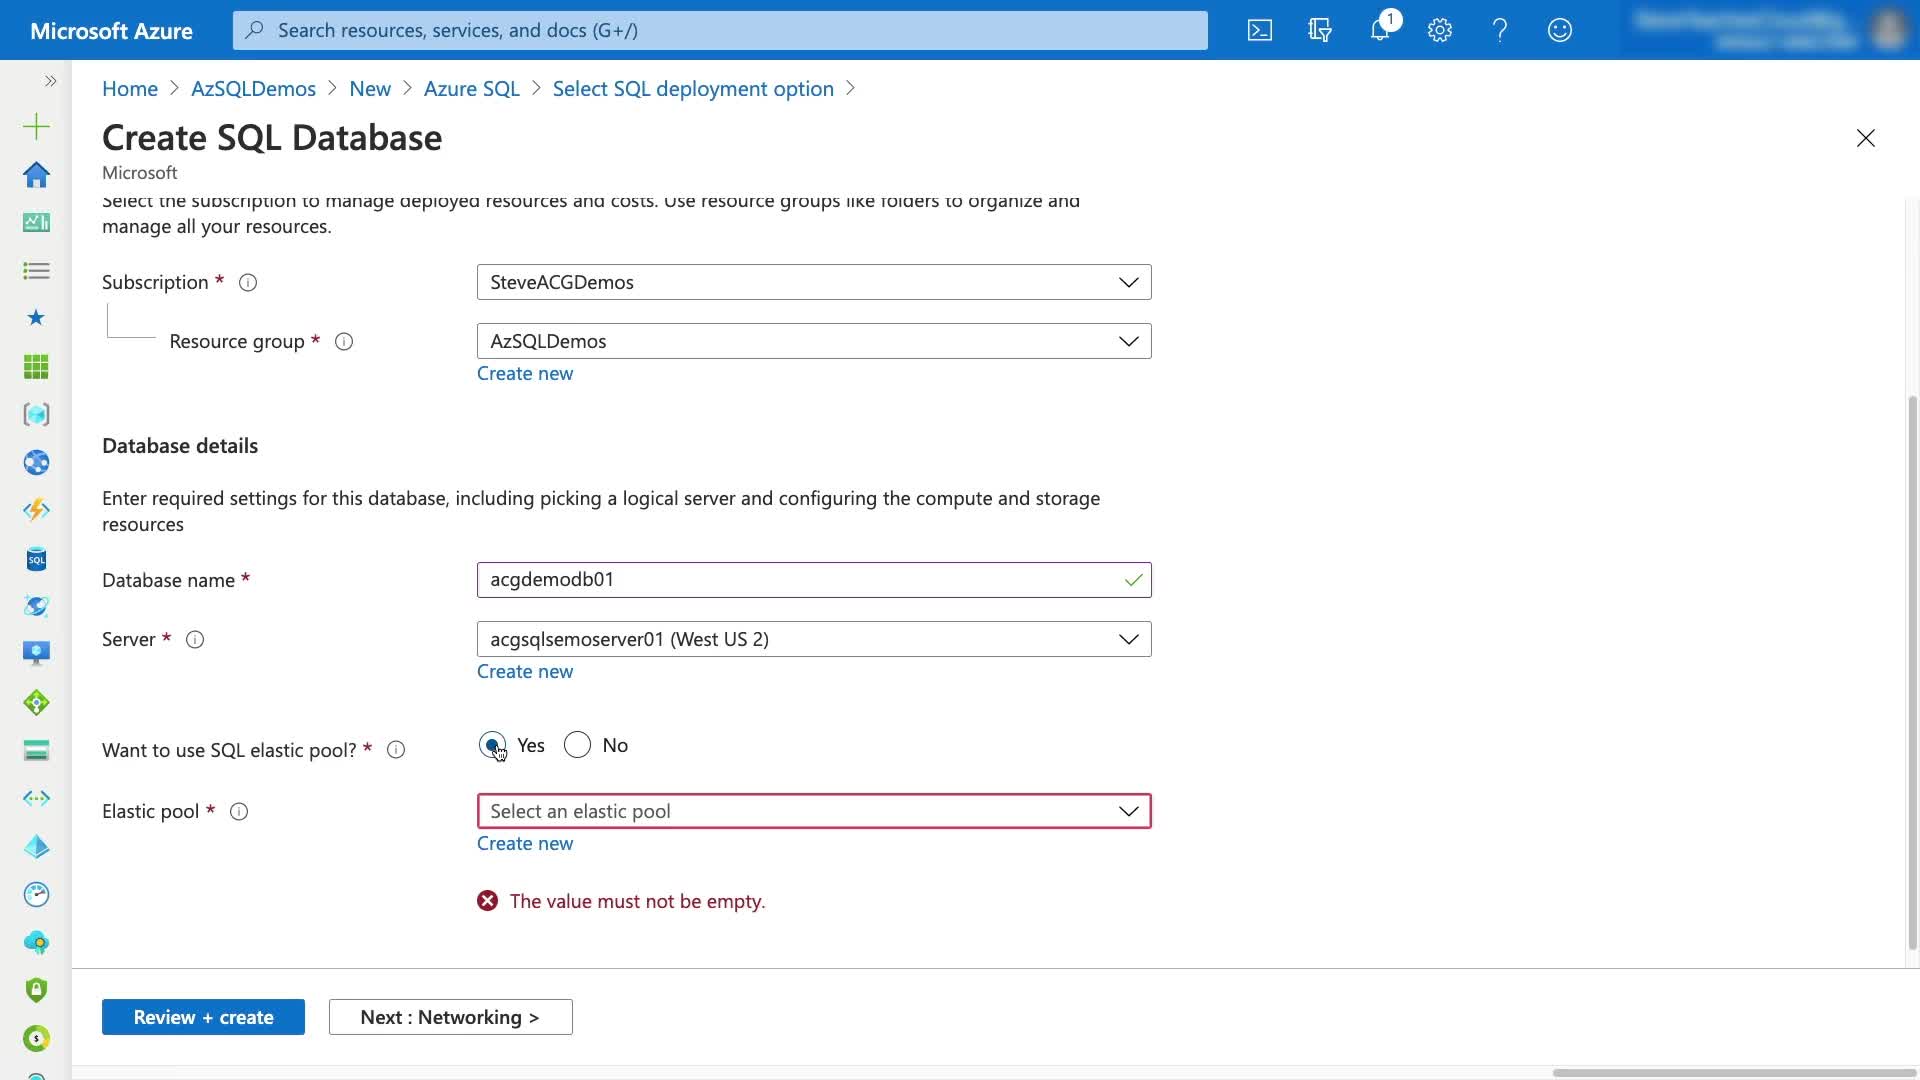 Microsoft Azure
Search resources, services, and docs (G+/)
1
Home > AzSQLDemos > New > Azure SQL > Select SQL deployment option >
Create SQL Database
Microsoft
Select the subscription to manage deployed resources and costs. Use resource groups like folders to organize and
manage all your resources.
Subscription *
SteveACGDemos
Resource group *
AzSQLDemos
Create new
Database details
Enter required settings for this database, including picking a logical server and configuring the compute and storage
resources
Database name *
acgdemodb01
Server *
acgsqlsemoserver01 (West US 2)
Create new
Want to use SQL elastic pool? *
Yes
No
Elastic pool *
Select an elastic pool
Create new
The value must not be empty.
Review + create
Next : Networking >
SQL